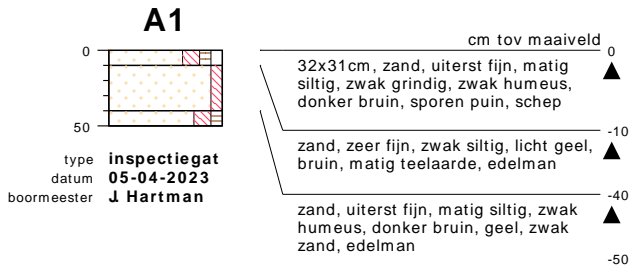 A1
cm tov maaiveld
0
0
32x31cm, zand, uiterst fijn, matig
siltig, zwak grindig, zwak humeus,
donker bruin, sporen puin, schep
-10
50
zand, zeer fijn, zwak siltig, licht geel,
bruin, matig teelaarde, edelman
type inspectiegat
datum 05-04-2023
boormeester J. Hartman
-40
zand, uiterst fijn, matig siltig, zwak
humeus, donker bruin, geel, zwak
zand, edelman
-50